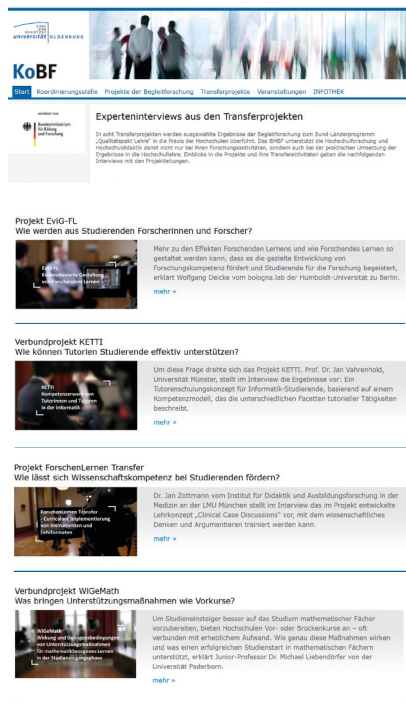 CARL
VON
OSSIETZKY
universität OLDENBURG
KoBF
Start Koordinierungsstelle Projekte der Begleitforschung Transferprojekte Veranstaltungen INFOTHEK
Bundesministerium
für Bildung
und Forschung
Experteninterviews aus den Transferprojekten
In acht Transferprojekten werden ausgewählte Ergebnisse der Begleitforschung zum Bund-Länderprogramm
„Qualitätspakt Lehre" in die Praxis der Hochschulen überführt. Das BMBF unterstützt die Hochschulforschung und
Hochschuldidaktik damit nicht nur bei ihren Forschungsaktivitäten, sondern auch bei der praktischen Umsetzung der
Ergebnisse in die Hochschullehre. Einblicke in die Projekte und ihre Transferaktivitäten geben die nachfolgenden
Interviews mit den Projektleitungen.
Projekt EviG-FL
Wie werden aus Studierenden Forscherinnen und Forscher?
EviG-FL
Evidenzbasierte Gestaltung
von Forschendem Lernen
Mehr zu den Effekten Forschenden Lernens und wie Forschendes Lernen so
gestaltet werden kann, dass es die gezielte Entwicklung von
Forschungskompetenz fördert und Studierende für die Forschung begeistert,
erklärt Wolfgang Deicke vom bologna.lab der Humboldt-Universität zu Berlin.
mehr »
Verbundprojekt KETTI
Wie können Tutorien Studierende effektiv unterstützen?
KETTI
Kompetenzerwerb von
Tutorinnen und Tutoren
in der Informatik
Um diese Frage drehte sich das Projekt KETTI. Prof. Dr. Jan Vahrenhold,
Universität Münster, stellt im Interview die Ergebnisse vor: Ein
Tutorenschulungskonzept für Informatik-Studierende, basierend auf einem
Kompetenzmodell, das die unterschiedlichen Facetten tutorieller Tätigkeiten
beschreibt.
mehr »
Projekt ForschenLernen Transfer
Wie lässt sich Wissenschaftskompetenz bei Studierenden fördern?
ForschenLernen Transfer
- Curriculare Implementierung
von Instrumenten und
Lehrformaten
Dr. Jan Zottmann vom Institut für Didaktik und Ausbildungsforschung in der
Medizin an der LMU München stellt im Interview das im Projekt entwickelte
Lehrkonzept „Clinical Case Discussions" vor, mit dem wissenschaftliches
Denken und Argumentieren trainiert werden kann.
mehr »
Verbundprojekt WiGeMath
Was bringen Unterstützungsmaßnahmen wie Vorkurse?
WiGeMath
Wirkung und Gelingensbedingungen
von Unterstützungsmaßnahmen
für mathematikbezogenes Lernen
in der Studieneingangsphase
Um Studieneinsteiger besser auf das Studium mathematischer Fächer
vorzubereiten, bieten Hochschulen Vor- oder Brückenkurse an – oft
verbunden mit erheblichem Aufwand. Wie genau diese Maßnahmen wirken
und was einen erfolgreichen Studienstart in mathematischen Fächern
unterstützt, erklärt Junior-Professor Dr. Michael Liebendörfer von der
Universität Paderborn.
mehr »